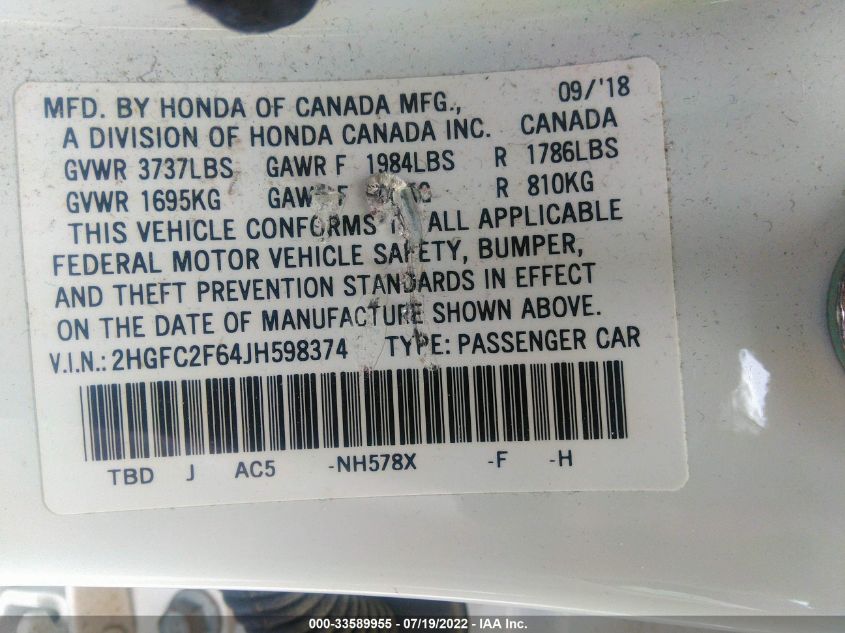 MFD. BY HONDA OF CANADA MFG., 09/'18
A DIVISION OF HONDA CANADA INC. CANADA
GVWR 3737LBS GAWR F 1984LBS R 1786LBS
GVWR 1695KG R 810KG
THIS VEHICLE CONFORMS ALL APPLICABLE
FEDERAL MOTOR VEHICLE SAFETY, BUMPER,
AND THEFT PREVENTION STANDARDS IN EFFECT
ON THE DATE OF MANUFACTURE SHOWN ABOVE.
V.I.N.: 2HGFC2F64JH598374 TYPE: PASSENGER CAR
TBD J AC5 -NH578X -F -H
000-33589955 / 07/19/2022 / IAA Inc.